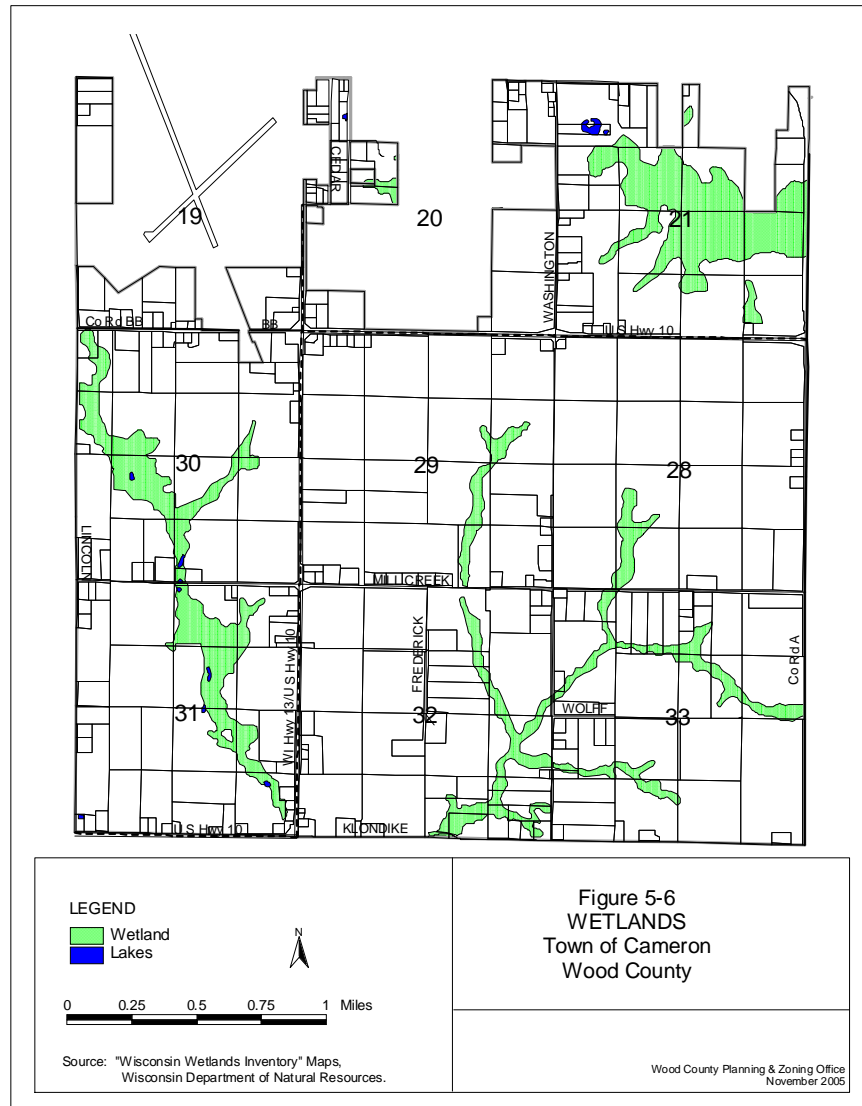 CEDAR
19
20
21
WASHINGTON
Co Rd BB
BB
U S Hwy 10
30
29
28
LINCOLN
MILL CREEK
FREDERICK
WI Hwy 13/U S Hwy 10
Co Rd A
WOLFF
31
32
33
U S Hwy 10
KLONDIKE
LEGEND
Wetland
Lakes
N
0 0.25 0.5 0.75 1 Miles
Source: "Wisconsin Wetlands Inventory" Maps,
Wisconsin Department of Natural Resources.
Figure 5-6
WETLANDS
Town of Cameron
Wood County
Wood County Planning & Zoning Office
November 2005